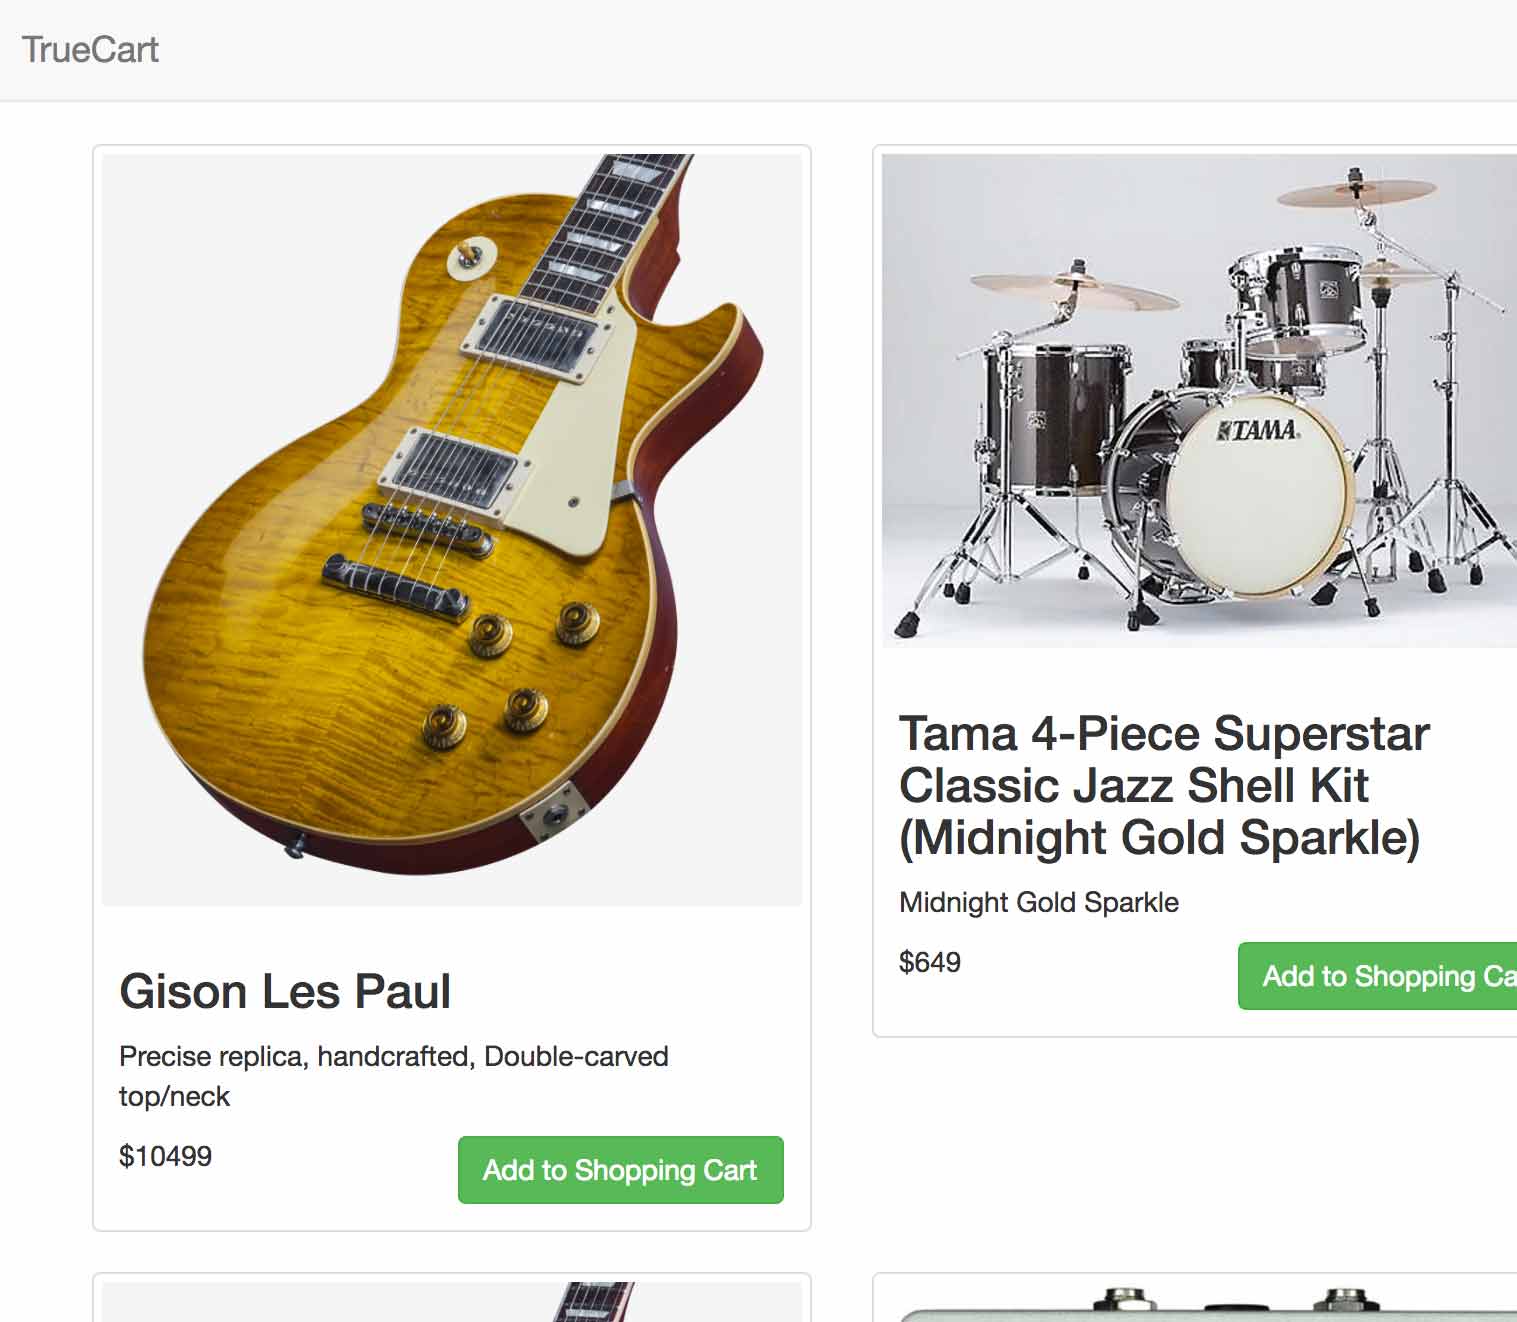 TrueCart
TAMA
Gison Les Paul
Precise replica, handcrafted, Double-carved
top/neck
$10499
Add to Shopping Cart
Tama 4-Piece Superstar
Classic Jazz Shell Kit
(Midnight Gold Sparkle)
Midnight Gold Sparkle
$649
Add to Shopping Ca